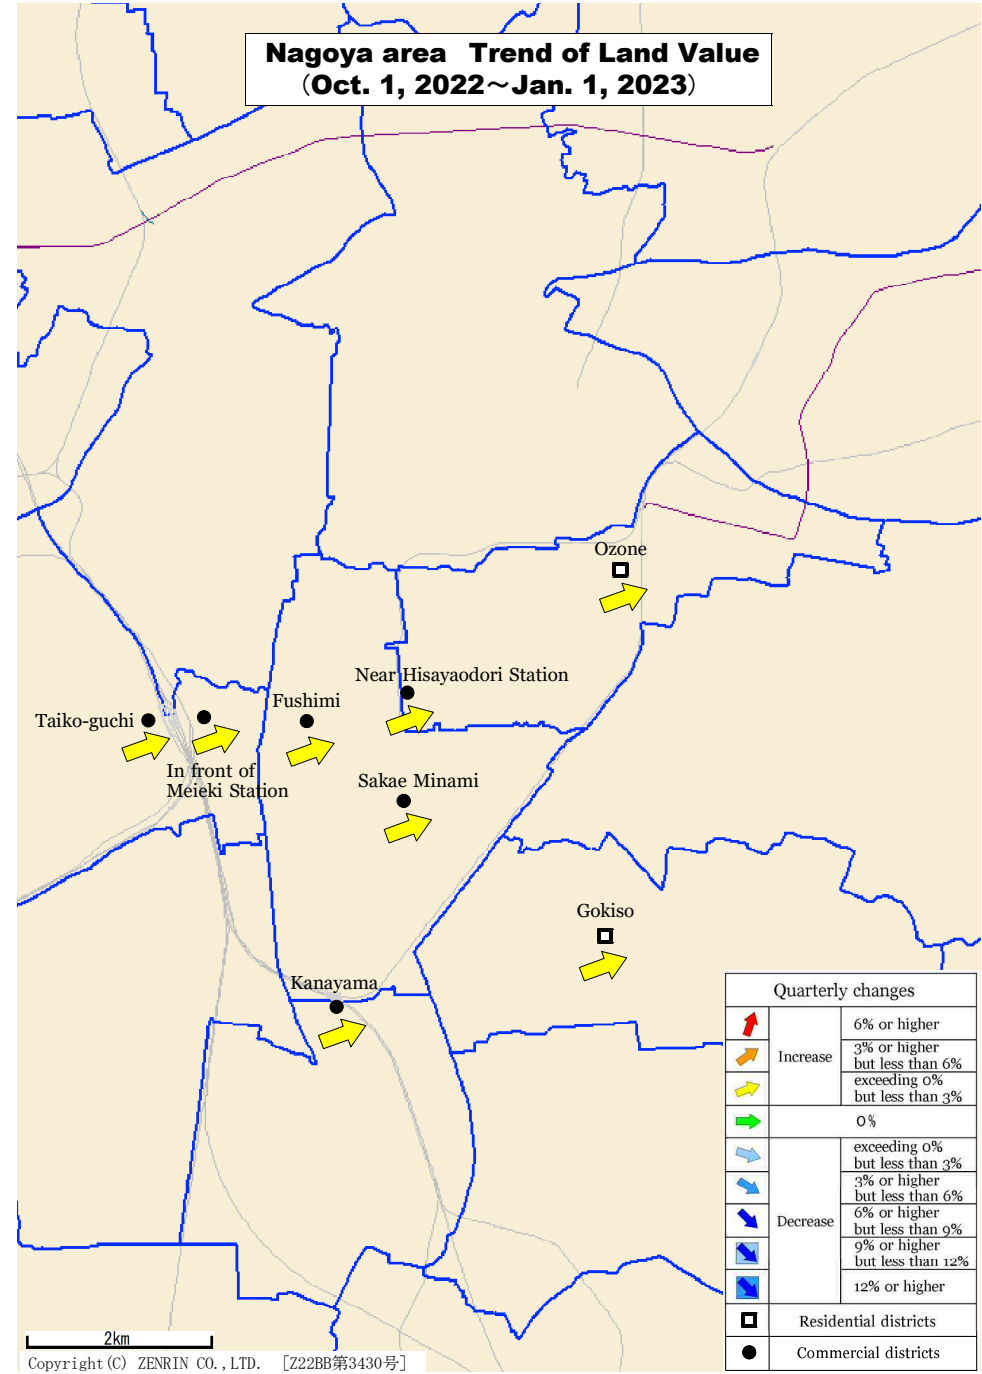 Nagoya area Trend of Land Value
（Oct. 1, 2022～Jan. 1, 2023）
Ozone
Near Hisayaodori Station
Fushimi
Taiko-guchi
In front of
Meieki Station
Sakae Minami
Gokiso
Kanayama
Quarterly changes
Increase
6% or higher
3% or higher
but less than 6%
exceeding 0%
but less than 3%
0%
Decrease
exceeding 0%
but less than 3%
3% or higher
but less than 6%
6% or higher
but less than 9%
9% or higher
but less than 12%
12% or higher
Residential districts
Commercial districts
2km
Copyright(C) ZENRIN CO.,LTD. [Z22BB第3430号]